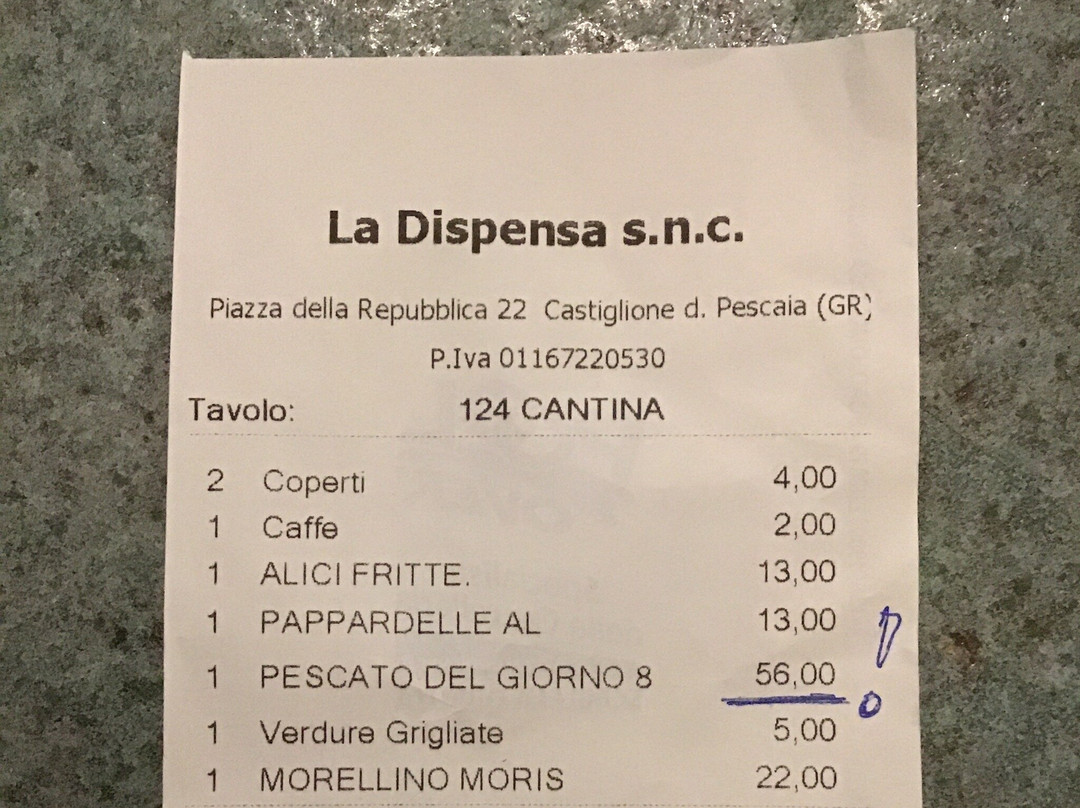 La Dispensa s.n.c.
Piazza della Repubblica 22 Castiglione d. Pescaia (GR)
P.Iva 01167220530
Tavolo: 124 CANTINA
2 Coperti 4,00
1 Caffe 2,00
1 ALICI FRITTE. 13,00
1 PAPPARDELLE AL 13,00
1 PESCATO DEL GIORNO 8 56,00 !
1 Verdure Grigliate 5,00
1 MORELLINO MORIS 22,00